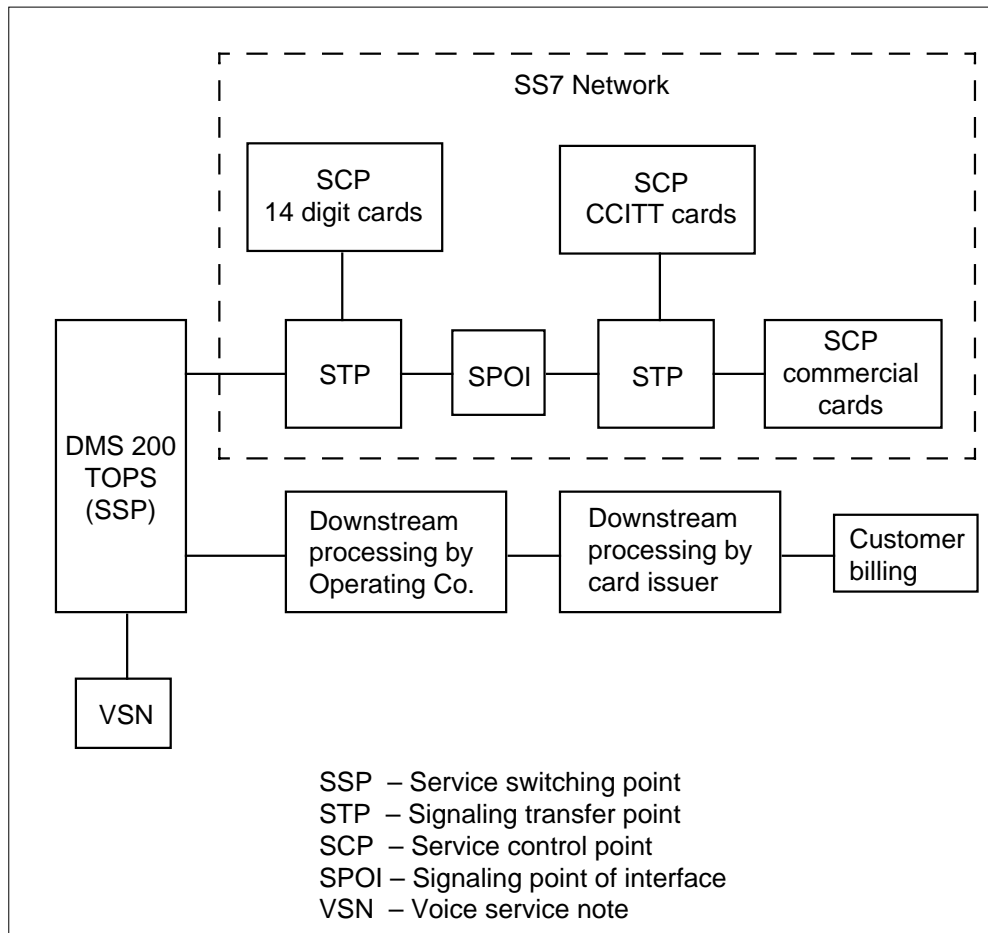 SS7 Network
SCP
14 digit cards
SCP
CCITT cards
STP
SPOI
STP
SCP
commercial
cards
DMS 200
TOPS
(SSP)
Downstream
processing by
Operating Co.
Downstream
processing by
card issuer
Customer
billing
VSN
SSP – Service switching point
STP – Signaling transfer point
SCP – Service control point
SPOI – Signaling point of interface
VSN – Voice service note